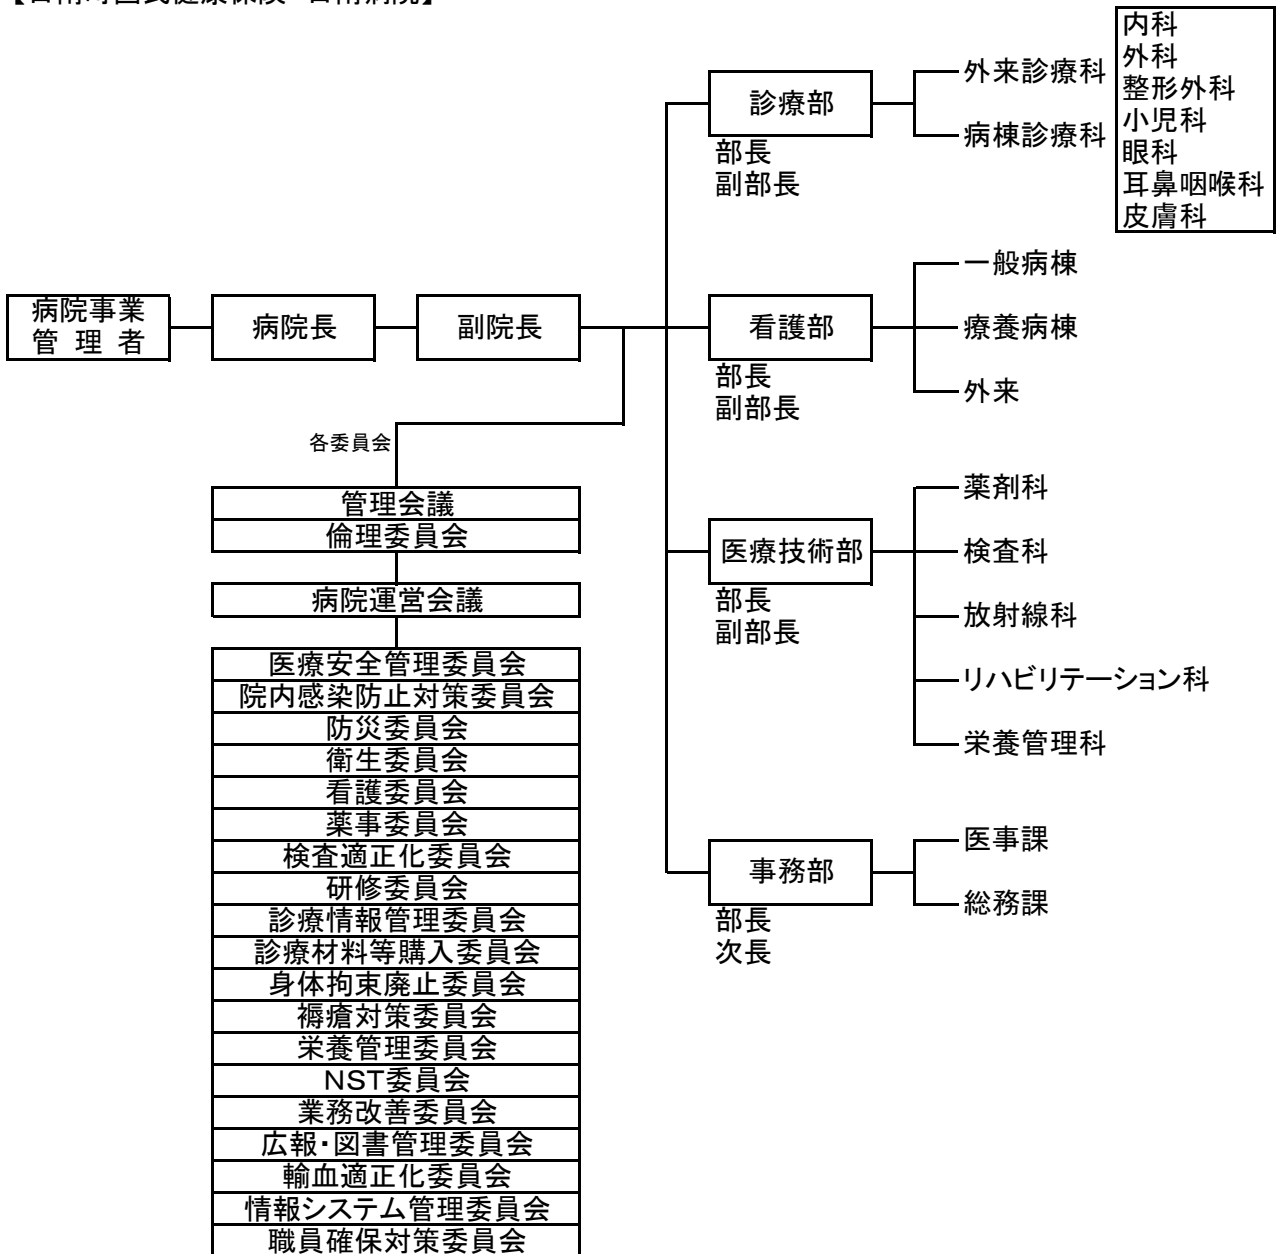 内科
外科
整形外科
小児科
眼科
耳鼻咽喉科
皮膚科
外来診療科
病棟診療科
診療部
部長
副部長
病院事業
管 理 者
病院長
副院長
看護部
部長
副部長
一般病棟
療養病棟
外来
各委員会
管理会議
倫理委員会
病院運営会議
医療安全管理委員会
院内感染防止対策委員会
防災委員会
衛生委員会
看護委員会
薬事委員会
検査適正化委員会
研修委員会
診療情報管理委員会
診療材料等購入委員会
身体拘束廃止委員会
褥瘡対策委員会
栄養管理委員会
NST委員会
業務改善委員会
広報・図書管理委員会
輸血適正化委員会
情報システム管理委員会
職員確保対策委員会
医療技術部
部長
副部長
薬剤科
検査科
放射線科
リハビリテーション科
栄養管理科
事務部
部長
次長
医事課
総務課